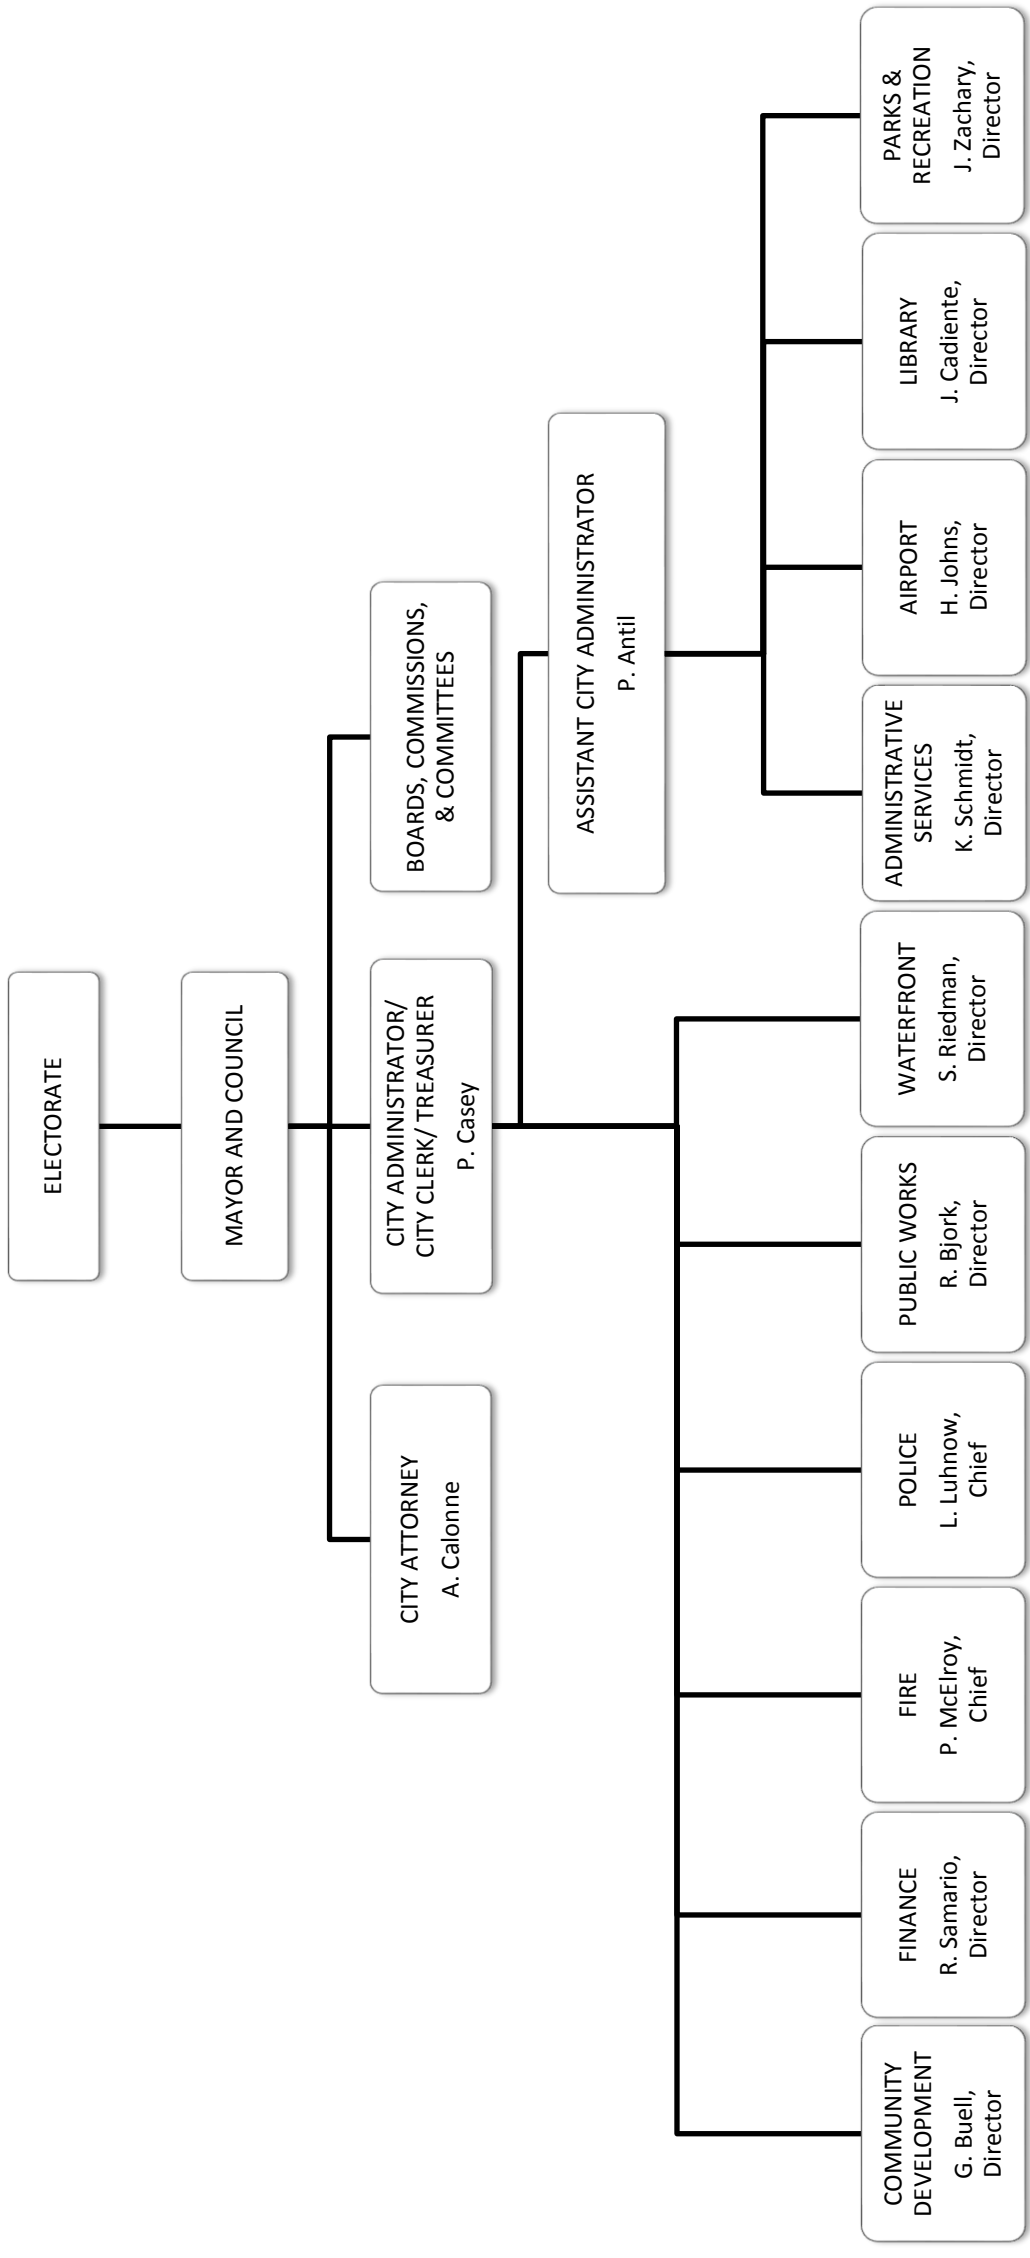 ELECTORATE
MAYOR AND COUNCIL
CITY ATTORNEY
A. Calonne
CITY ADMINISTRATOR/
CITY CLERK/ TREASURER
P. Casey
BOARDS, COMMISSIONS,
& COMMITTEES
ASSISTANT CITY ADMINISTRATOR
P. Antil
COMMUNITY
DEVELOPMENT
G. Buell,
Director
FINANCE
R. Samario,
Director
FIRE
P. McElroy,
Chief
POLICE
L. Luhnow,
Chief
PUBLIC WORKS
R. Bjork,
Director
WATERFRONT
S. Riedman,
Director
ADMINISTRATIVE
SERVICES
K. Schmidt,
Director
AIRPORT
H. Johns,
Director
LIBRARY
J. Cadiente,
Director
PARKS &
RECREATION
J. Zachary,
Director